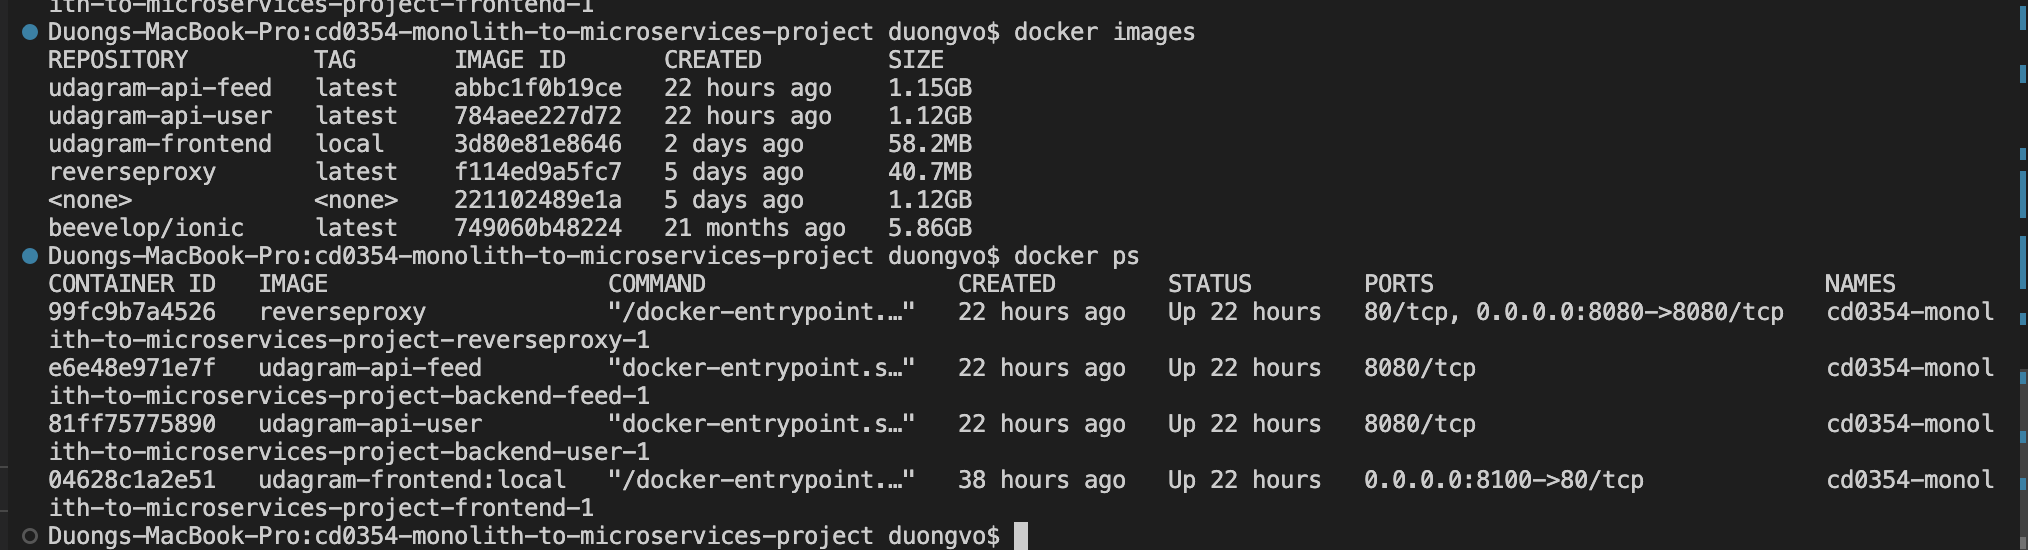 ith-to-microservices-project-frontend-1
Duongs-MacBook-Pro:cd0354-monolith-to-microservices-project duongvo$ docker images
REPOSITORY TAG IMAGE ID CREATED SIZE
udagram-api-feed latest abbc1f0b19ce 22 hours ago 1.15GB
udagram-api-user latest 784aee227d72 22 hours ago 1.12GB
udagram-frontend local 3d80e81e8646 2 days ago 58.2MB
reverseproxy latest f114ed9a5fc7 5 days ago 40.7MB
<none> <none> 221102489e1a 5 days ago 1.12GB
beevelop/ionic latest 749060b48224 21 months ago 5.86GB
Duongs-MacBook-Pro:cd0354-monolith-to-microservices-project duongvo$ docker ps
CONTAINER ID IMAGE COMMAND CREATED STATUS PORTS NAMES
99fc9b7a4526 reverseproxy "/docker-entrypoint.…" 22 hours ago Up 22 hours 80/tcp, 0.0.0.0:8080->8080/tcp cd0354-monol
ith-to-microservices-project-reverseproxy-1
e6e48e971e7f udagram-api-feed "docker-entrypoint.s…" 22 hours ago Up 22 hours 8080/tcp cd0354-monol
ith-to-microservices-project-backend-feed-1
81ff75775890 udagram-api-user "docker-entrypoint.s…" 22 hours ago Up 22 hours 8080/tcp cd0354-monol
ith-to-microservices-project-backend-user-1
04628c1a2e51 udagram-frontend:local "/docker-entrypoint.…" 38 hours ago Up 22 hours 0.0.0.0:8100->80/tcp cd0354-monol
ith-to-microservices-project-frontend-1
Duongs-MacBook-Pro:cd0354-monolith-to-microservices-project duongvo$